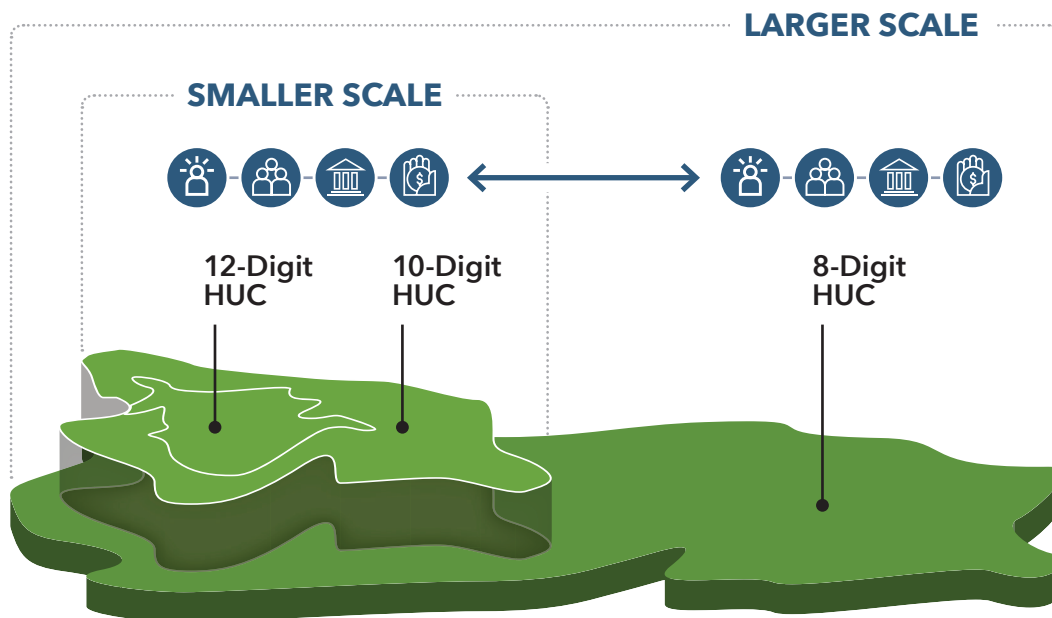 LARGER SCALE
SMALLER SCALE
$
$
12-Digit
HUC
10-Digit
HUC
8-Digit
HUC